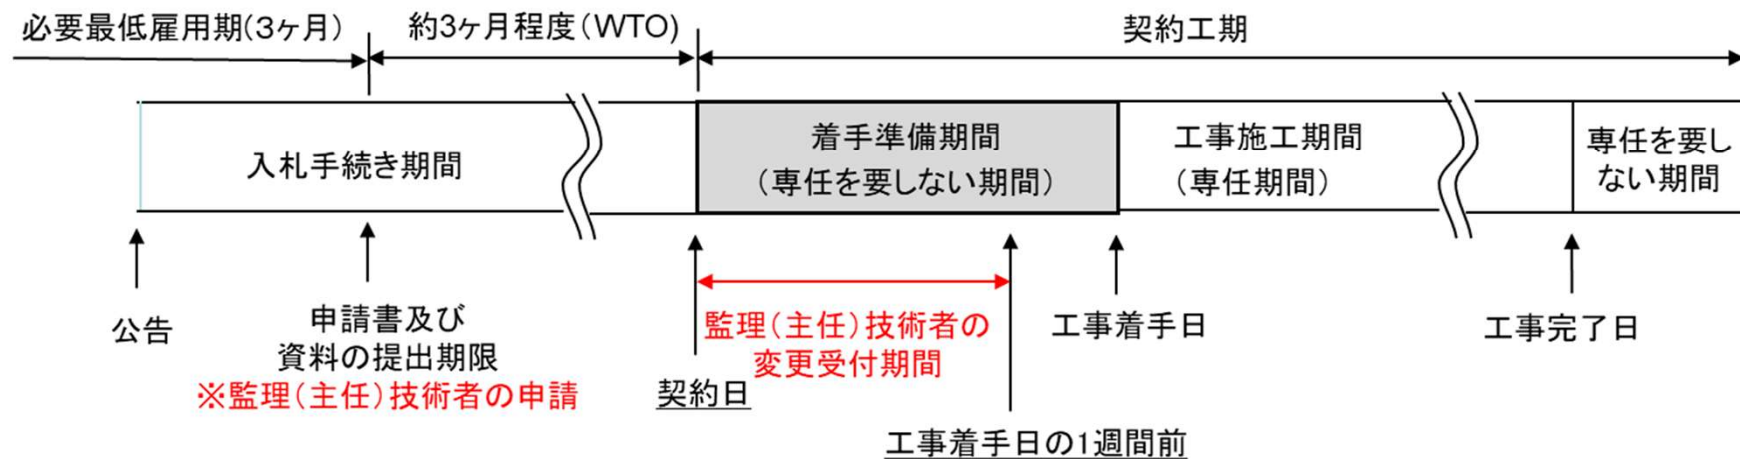 必要最低雇用期(3ヶ月)
約3ヶ月程度(WTO)
契約工期
入札手続き期間
着手準備期間
(専任を要しない期間)
工事施工期間
(専任期間)
専任を要し
ない期間
公告
申請書及び
資料の提出期限
※監理(主任)技術者の申請
契約日
監理(主任)技術者の
変更受付期間
工事着手日の1週間前
工事着手日
工事完了日